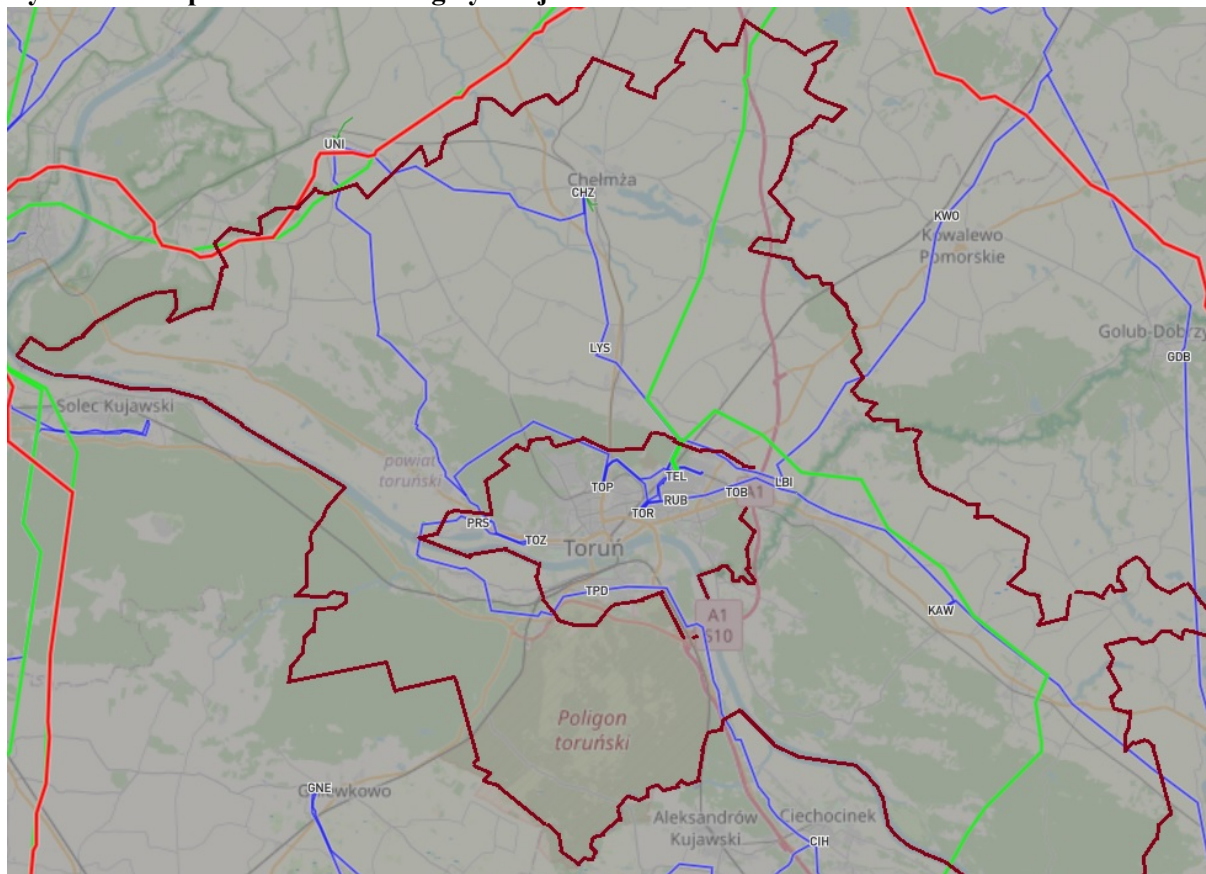 UNI
Chełmża
CHZ
KWO
Kowalewo
Pomorskie
Golub-Dobrzy
GDB
LYS
Solec Kujawski
powiat
toruński
TOP
TEL
LBI
TOB
A1
RUB
TOR
PRS
TOZ
Toruń
TPD
KAW
A1
S10
Poligon
toruński
GNE
Aleksandrów
Kujawski
Ciechocinek
CIH